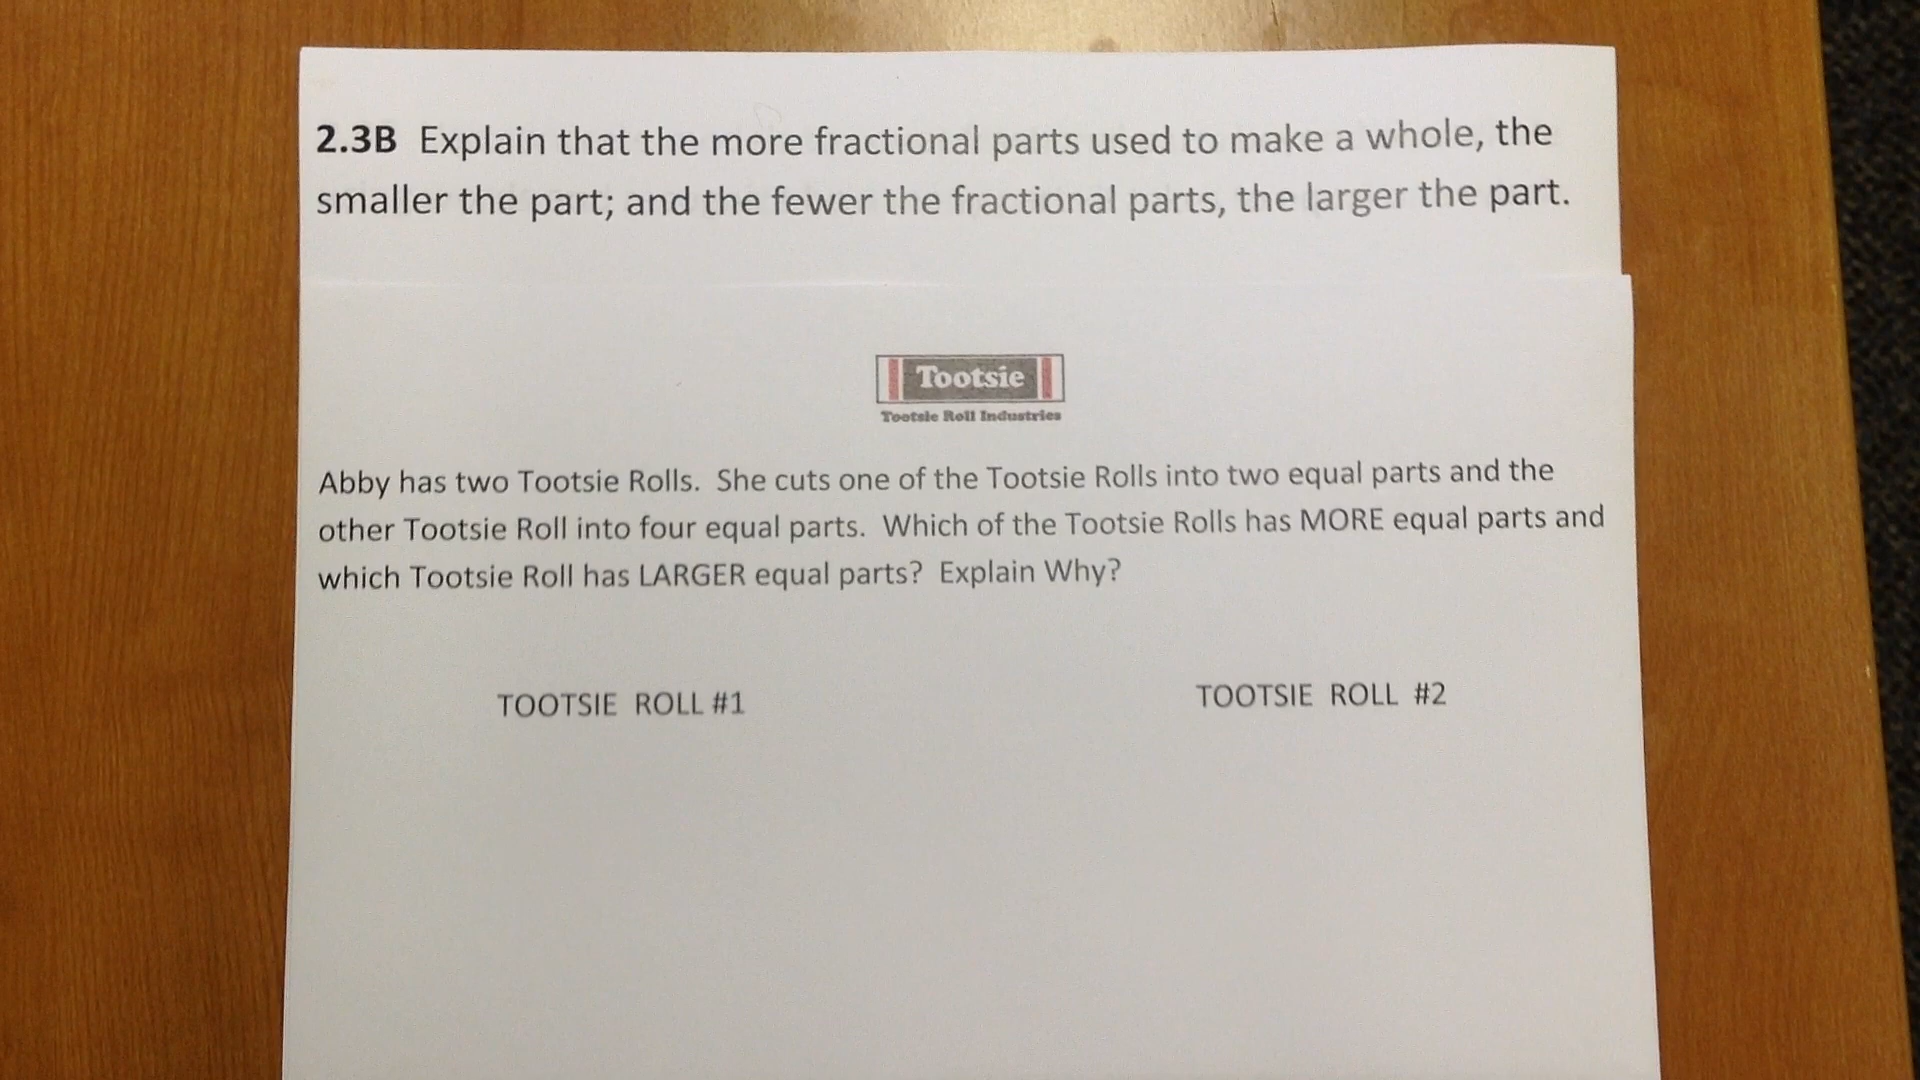 2.3B Explain that the more fractional parts used to make a whole, the
smaller the part; and the fewer the fractional parts, the larger the part.
Tootsie
Tootsie Roll Industries
Abby has two Tootsie Rolls. She cuts one of the Tootsie Rolls into two equal parts and the
other Tootsie Roll into four equal parts. Which of the Tootsie Rolls has MORE equal parts and
which Tootsie Roll has LARGER equal parts? Explain Why?
TOOTSIE ROLL #1
TOOTSIE ROLL #2